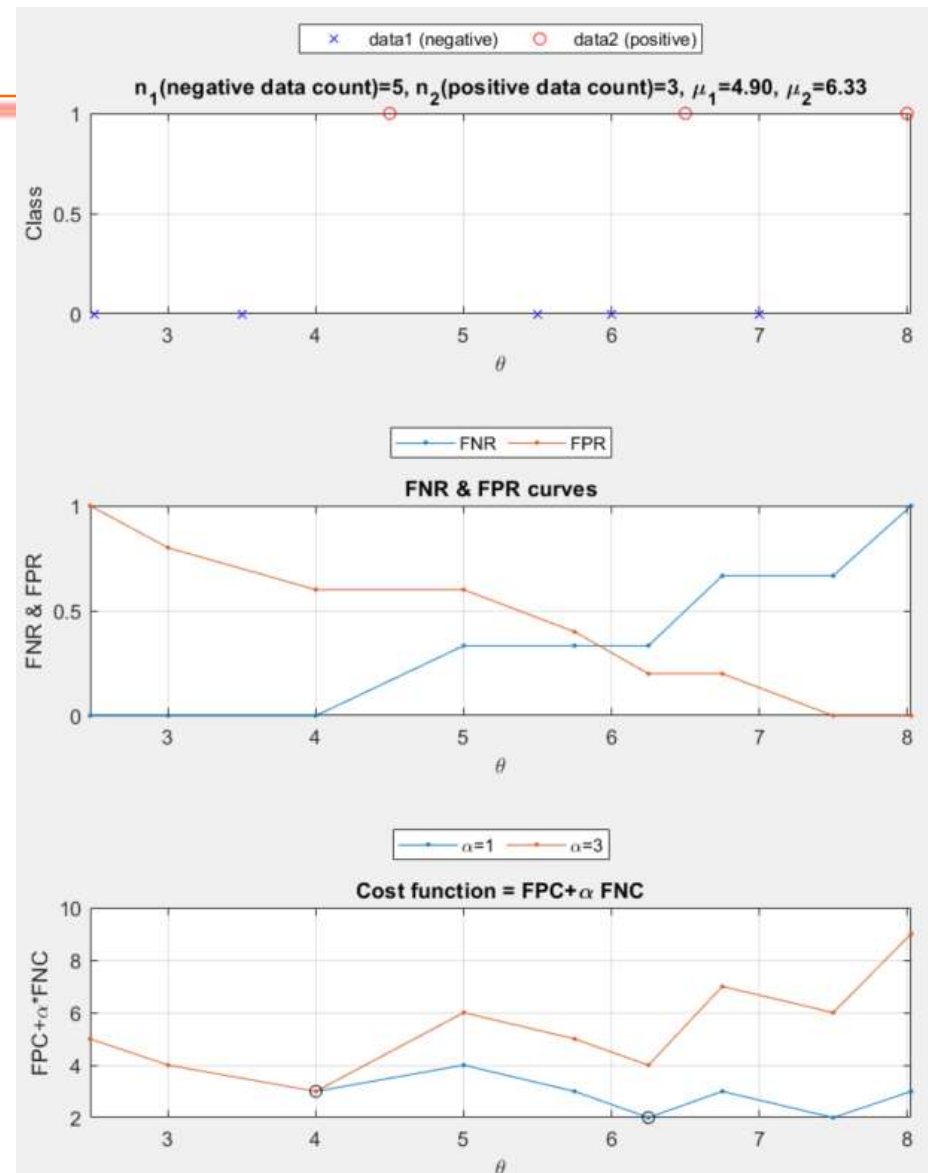 data1 (negative) data2 (positive)
n₁(negative data count)=5, n₂(positive data count)=3, μ₁=4.90, μ₂=6.33
1
0.5
0
Class
3 4 5 6 7 8
θ
FNR FPR
FNR & FPR curves
1
0.5
0
FNR & FPR
3 4 5 6 7 8
θ
α=1 α=3
Cost function = FPC+α FNC
10
8
6
4
2
FPC+α*FNC
3 4 5 6 7 8
θ